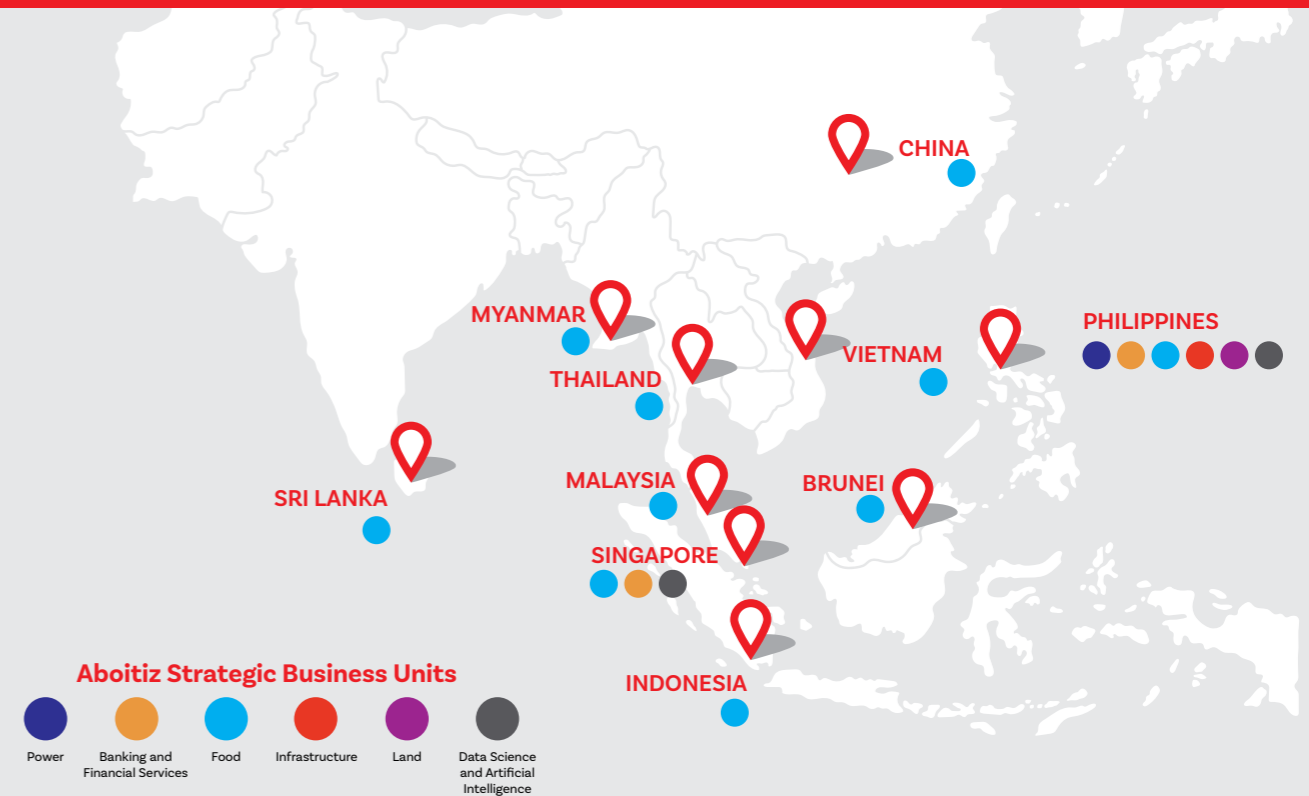 CHINA
MYANMAR
PHILIPPINES
VIETNAM
THAILAND
MALAYSIA
BRUNEI
SRI LANKA
SINGAPORE
INDONESIA
Aboitiz Strategic Business Units
Power
Banking and
Financial Services
Food
Infrastructure
Land
Data Science
and Artificial
Intelligence